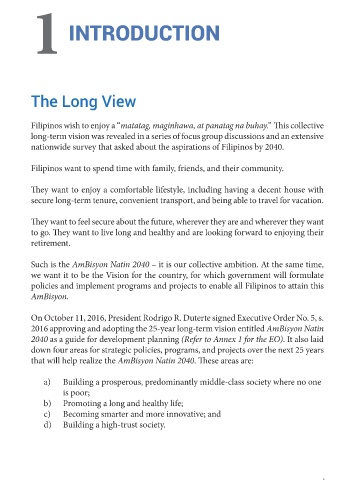 1 INTRODUCTION
The Long View
Filipinos wish to enjoy a "matatag, maginhawa, at panatag na buhay." This collective
long-term vision was revealed in a series of focus group discussions and an extensive
nationwide survey that asked about the aspirations of Filipinos by 2040.
Filipinos want to spend time with family, friends, and their community.
They want to enjoy a comfortable lifestyle, including having a decent house with
secure long-term tenure, convenient transport, and being able to travel for vacation.
They want to feel secure about the future, wherever they are and wherever they want
to go. They want to live long and healthy and are looking forward to enjoying their
retirement.
Such is the AmBisyon Natin 2040 – it is our collective ambition. At the same time,
we want it to be the Vision for the country, for which government will formulate
policies and implement programs and projects to enable all Filipinos to attain this
AmBisyon.
On October 11, 2016, President Rodrigo R. Duterte signed Executive Order No. 5, s.
2016 approving and adopting the 25-year long-term vision entitled AmBisyon Natin
2040 as a guide for development planning (Refer to Annex 1 for the EO). It also laid
down four areas for strategic policies, programs, and projects over the next 25 years
that will help realize the AmBisyon Natin 2040. These areas are:
a) Building a prosperous, predominantly middle-class society where no one
is poor;
b) Promoting a long and healthy life;
c) Becoming smarter and more innovative; and
d) Building a high-trust society.